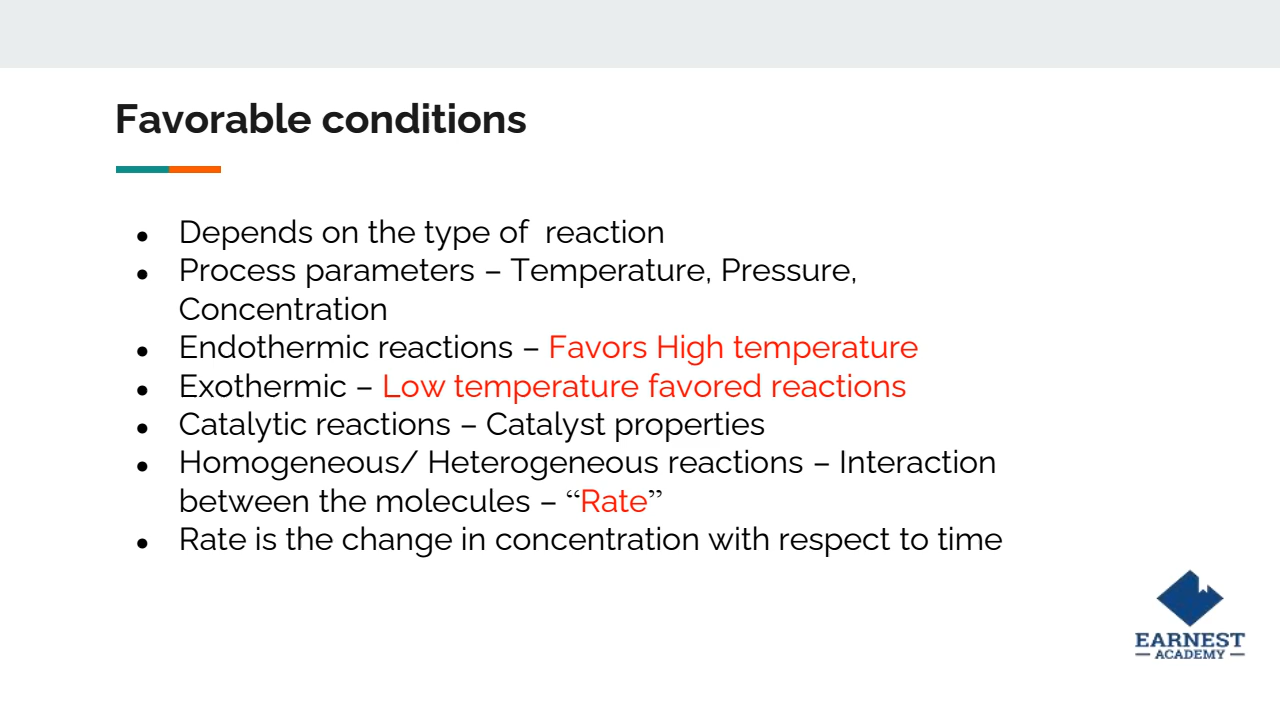 Favorable conditions
● Depends on the type of  reaction
● Process parameters – Temperature, Pressure,
Concentration
● Endothermic reactions – Favors High temperature
● Exothermic – Low temperature favored reactions
● Catalytic reactions – Catalyst properties
● Homogeneous/ Heterogeneous reactions – Interaction
between the molecules – “Rate”
● Rate is the change in concentration with respect to time
EARNEST
ACADEMY